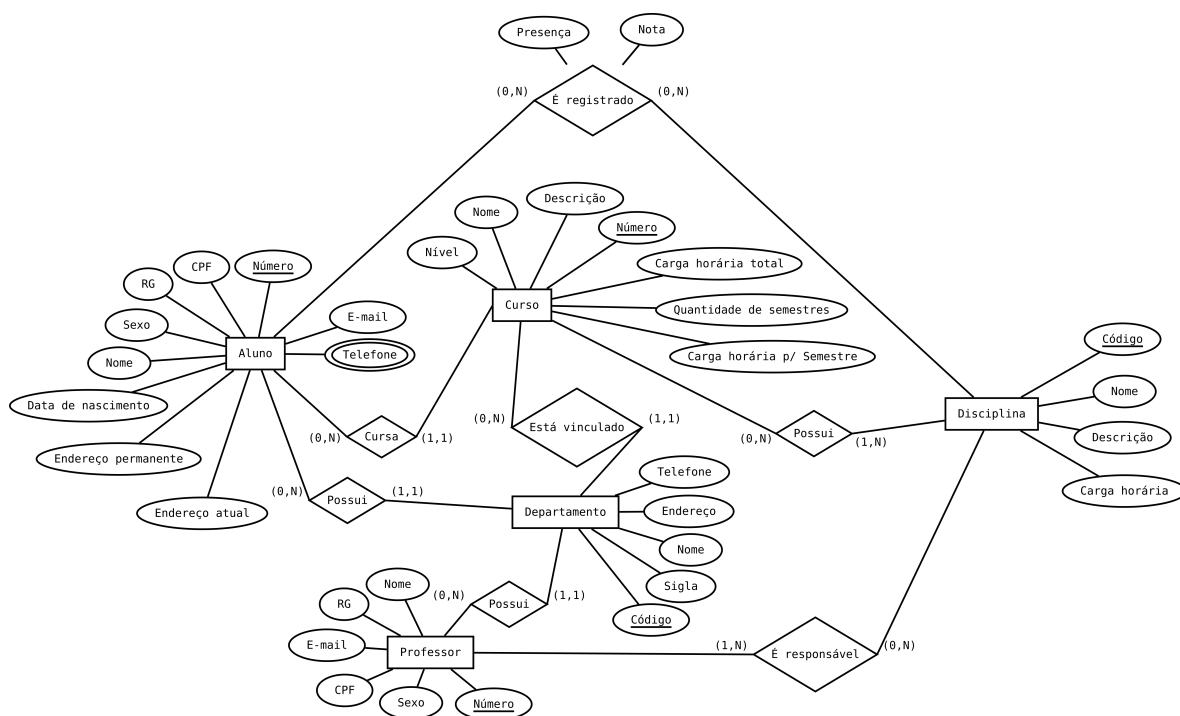 Presença
Nota
(0,N)
É registrado
(0,N)
Nome
Descrição
Número
Nível
Carga horária total
Quantidade de semestres
Carga horária p/ Semestre
Curso
CPF
Número
RG
Sexo
Nome
E-mail
Telefone
Aluno
Data de nascimento
Endereço permanente
Endereço atual
Código
Nome
Descrição
Carga horária
Disciplina
(0,N)
Cursa
(1,1)
(0,N)
Está vinculado
(1,1)
(0,N)
Possui
(1,N)
(0,N)
Possui
(1,1)
Departamento
Telefone
Endereço
Nome
Sigla
Código
(0,N)
Possui
(1,1)
Nome
RG
E-mail
CPF
Sexo
Número
Professor
(1,N)
É responsável
(0,N)